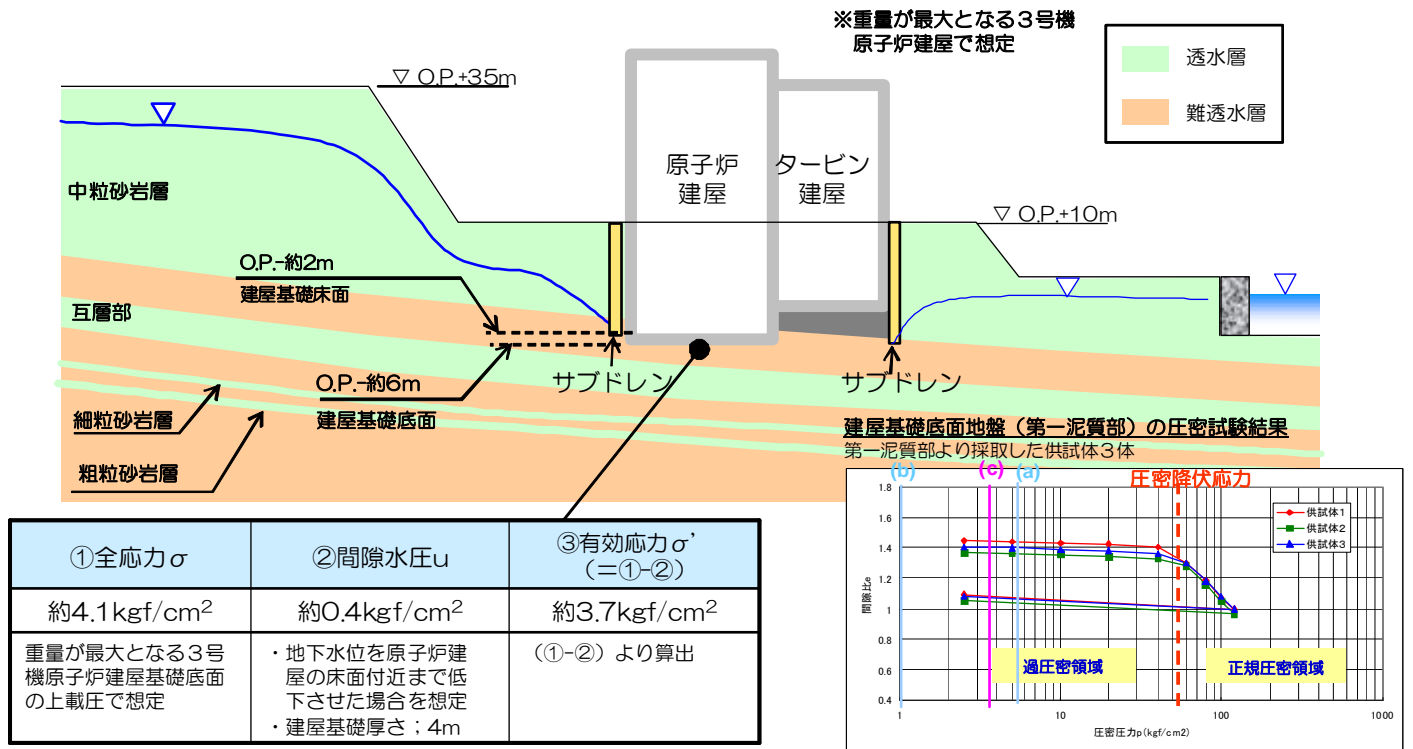 ※重量が最大となる３号機
原子炉建屋で想定
透水層
難透水層
▽ O.P.+35m
中粒砂岩層
原子炉
建屋
タービン
建屋
▽ O.P.+10m
O.P.-約2m
建屋基礎床面
互層部
O.P.-約6m
建屋基礎底面
サブドレン
サブドレン
細粒砂岩層
粗粒砂岩層
建屋基礎底面地盤（第一泥質部）の圧密試験結果
第一泥質部より採取した供試体３体
(b)
(c)
(a)
圧密降伏応力
1.8
1.6
1.4
1.2
1
0.8
0.6
0.4
間隙比e
供試体1
供試体2
供試体3
過圧密領域
正規圧密領域
1
10
100
1000
圧密圧力p(kgf/cm2)
①全応力σ
②間隙水圧u
③有効応力σ’
（＝①-②）
約4.1kgf/cm²
約0.4kgf/cm²
約3.7kgf/cm²
重量が最大となる３号
機原子炉建屋基礎底面
の上載圧で想定
・地下水位を原子炉建
屋の床面付近まで低
下させた場合を想定
・建屋基礎厚さ；4m
（①-②）より算出